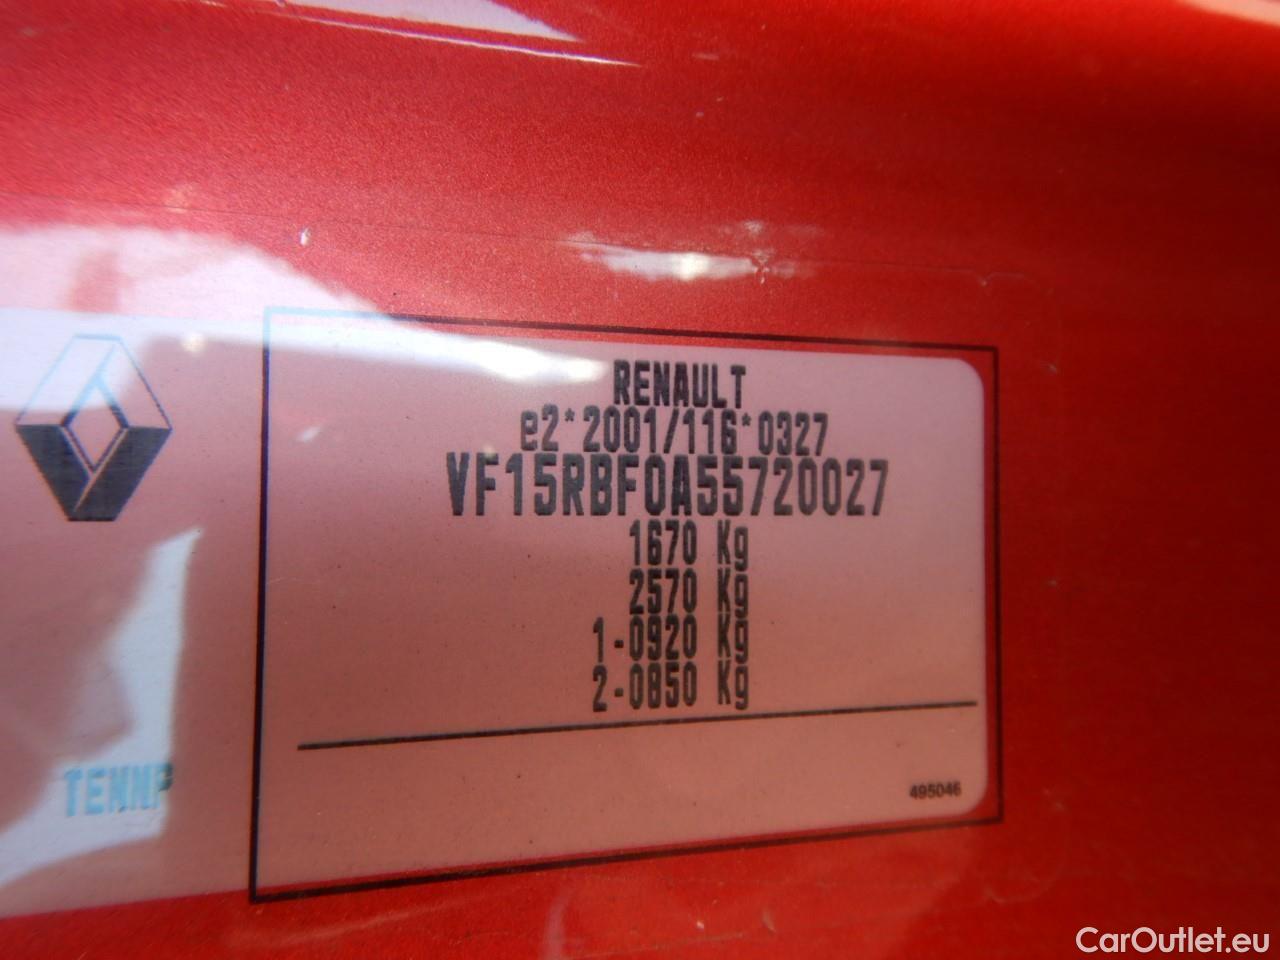 RENAULT
e2*2001/116*0327
VF15RBF0A55720027
1670 Kg
2570 Kg
1-0920 Kg
2-0850 Kg
TENNP
495046
CarOutlet.eu